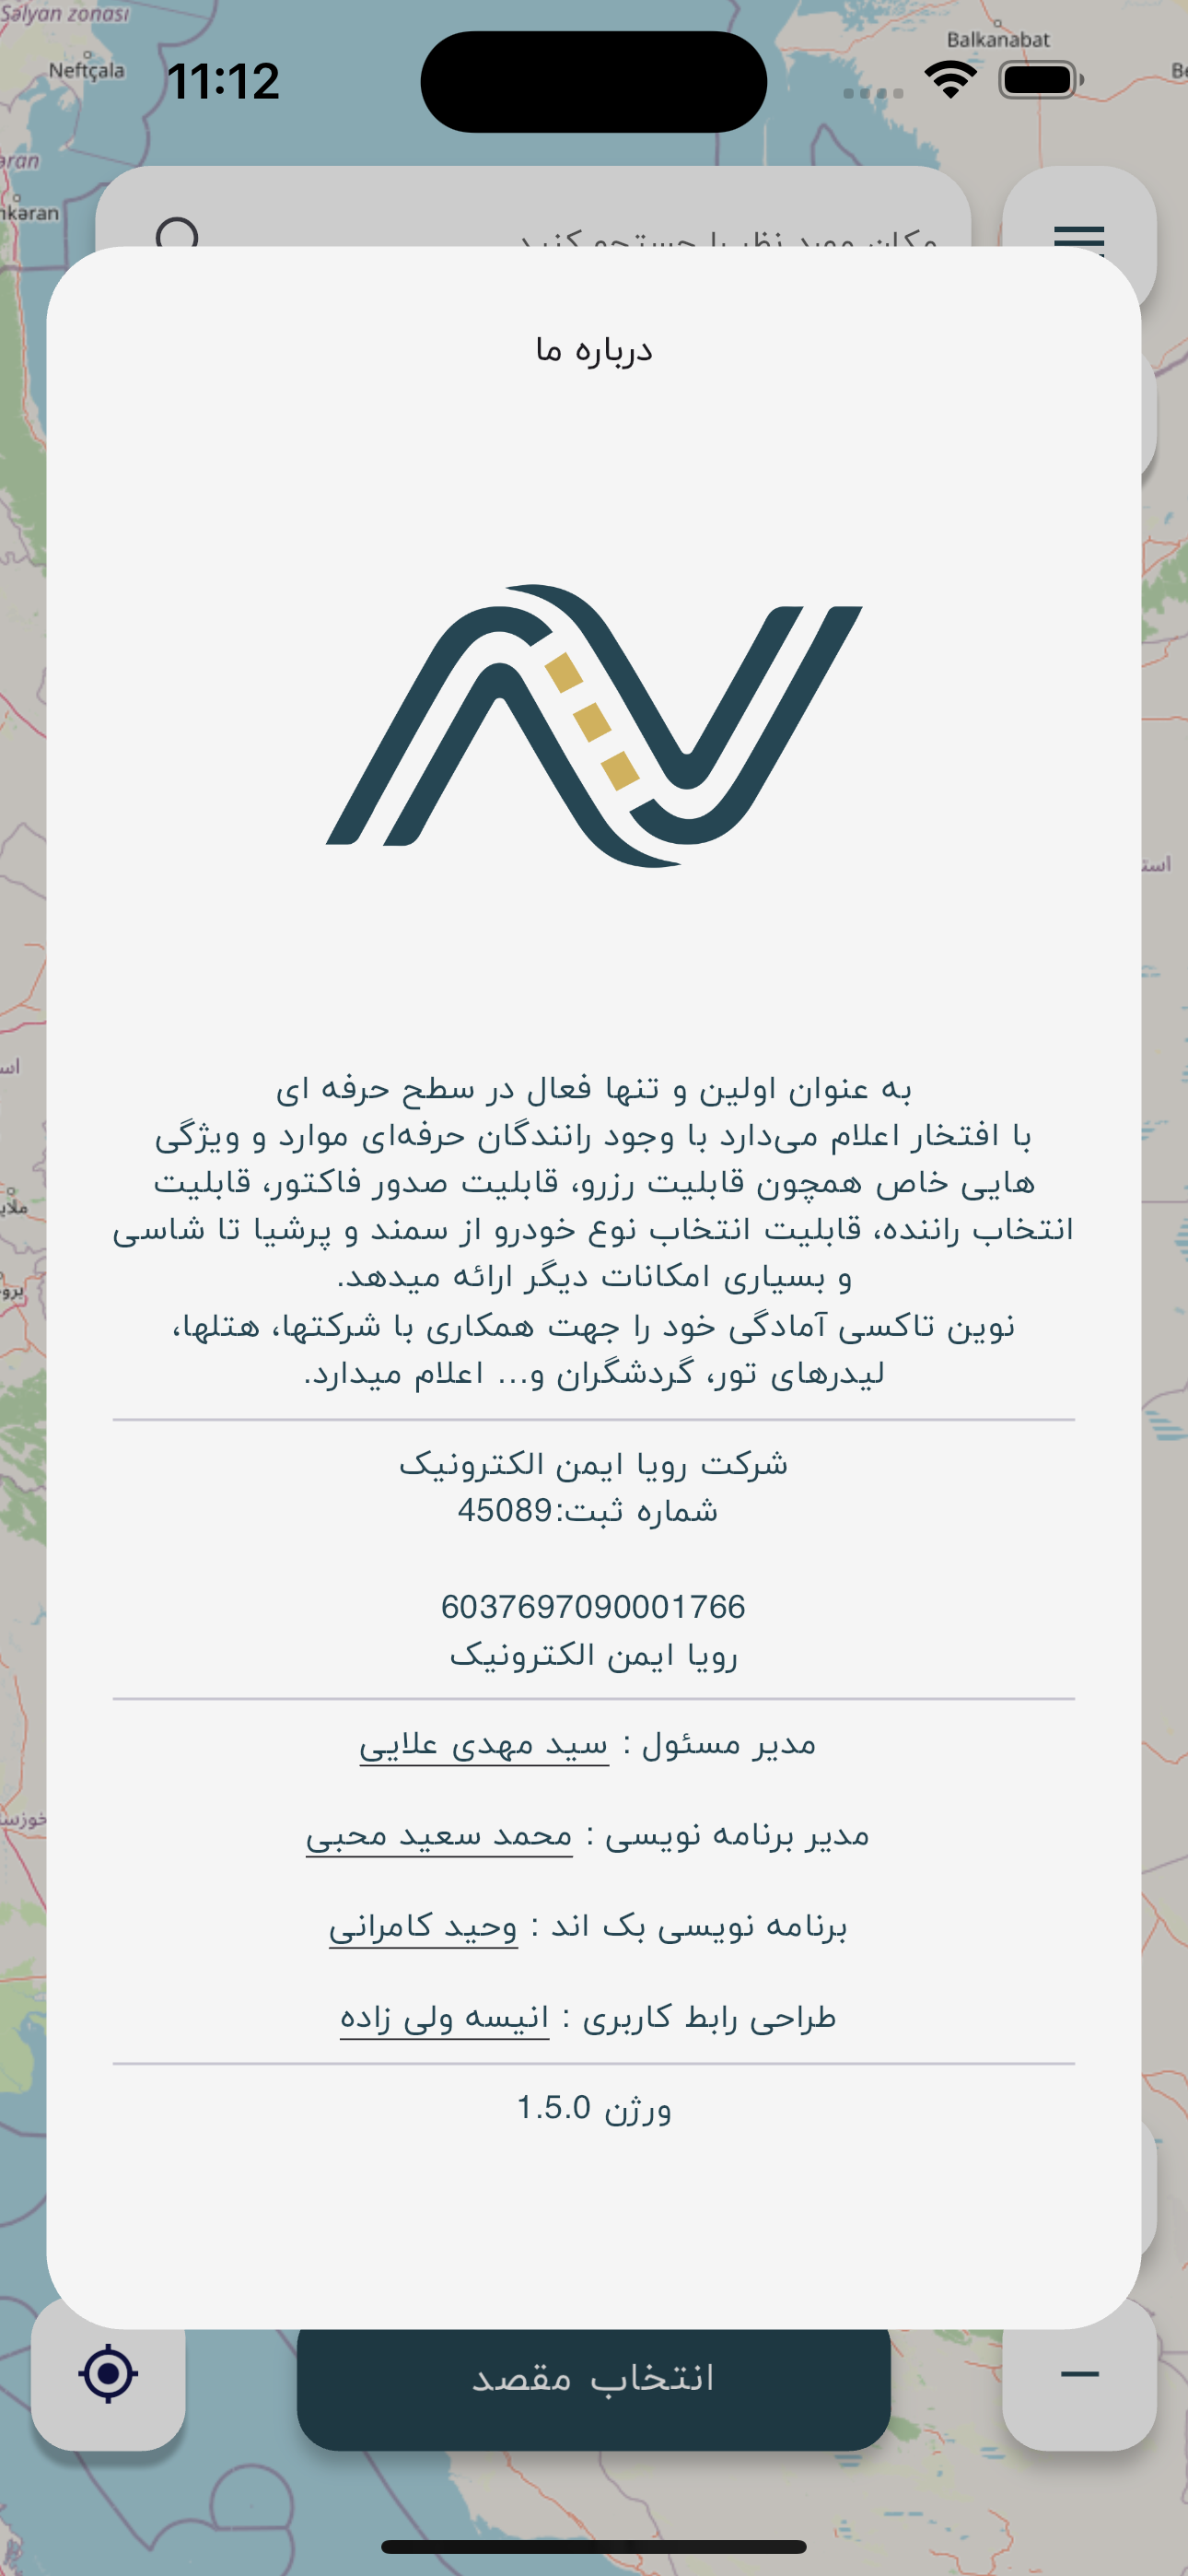 Salyan zonası
Neftçala
Balkanabat
11:12
əran
nkəran
مکان مورد نظر را جستجو کنید
درباره ما
به عنوان اولین و تنها فعال در سطح حرفه ای
با افتخار اعلام می‌دارد با وجود رانندگان حرفه‌ای موارد و ویژگی
هایی خاص همچون قابلیت رزرو، قابلیت صدور فاکتور، قابلیت
انتخاب راننده، قابلیت انتخاب نوع خودرو از سمند و پرشیا تا شاسی
و بسیاری امکانات دیگر ارائه میدهد.
نوین تاکسی آمادگی خود را جهت همکاری با شرکتها، هتلها،
لیدرهای تور، گردشگران و... اعلام میدارد.
شرکت رویا ایمن الکترونیک
شماره ثبت:45089
6037697090001766
رویا ایمن الکترونیک
مدیر مسئول : سید مهدی علایی
مدیر برنامه نویسی : محمد سعید محبی
برنامه نویسی بک اند : وحید کامرانی
طراحی رابط کاربری : انیسه ولی زاده
ورژن 1.5.0
انتخاب مقصد